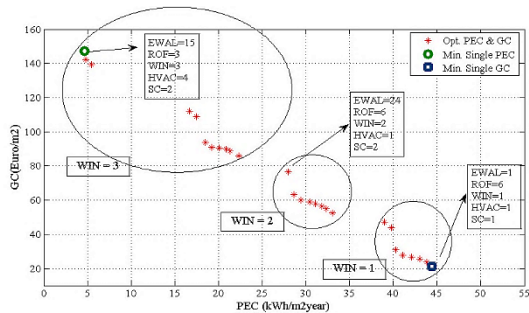 160
140
120
100
80
60
40
20
GC(Euro/m2)
0
5
10
15
20
25
30
35
40
45
50
55
PEC (kWh/m2year)
Opt. PEC & GC
Min. Single PEC
Min. Single GC
EWAL=15
ROF=3
WIN=3
HVAC=4
SC=2
WIN = 3
EWAL=24
ROF=6
WIN=2
HVAC=1
SC=2
WIN = 2
EWAL=1
ROF=6
WIN=1
HVAC=1
SC=1
WIN = 1